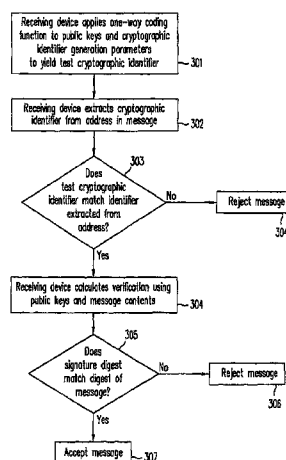 Receiving device applies one-way coding
function to public keys and cryptographic
identifier generation parameters
to yield test cryptographic identifier
301
Receiving device extracts cryptographic
identifier from address in message
302
303
Does
test cryptographic
identifier match identifier
extracted from
address?
No
Reject message
304
Yes
Receiving device calculates verification using
public keys and message contents
304
305
Does
signature digest
match digest of
message?
No
Reject message
306
Yes
Accept message
307